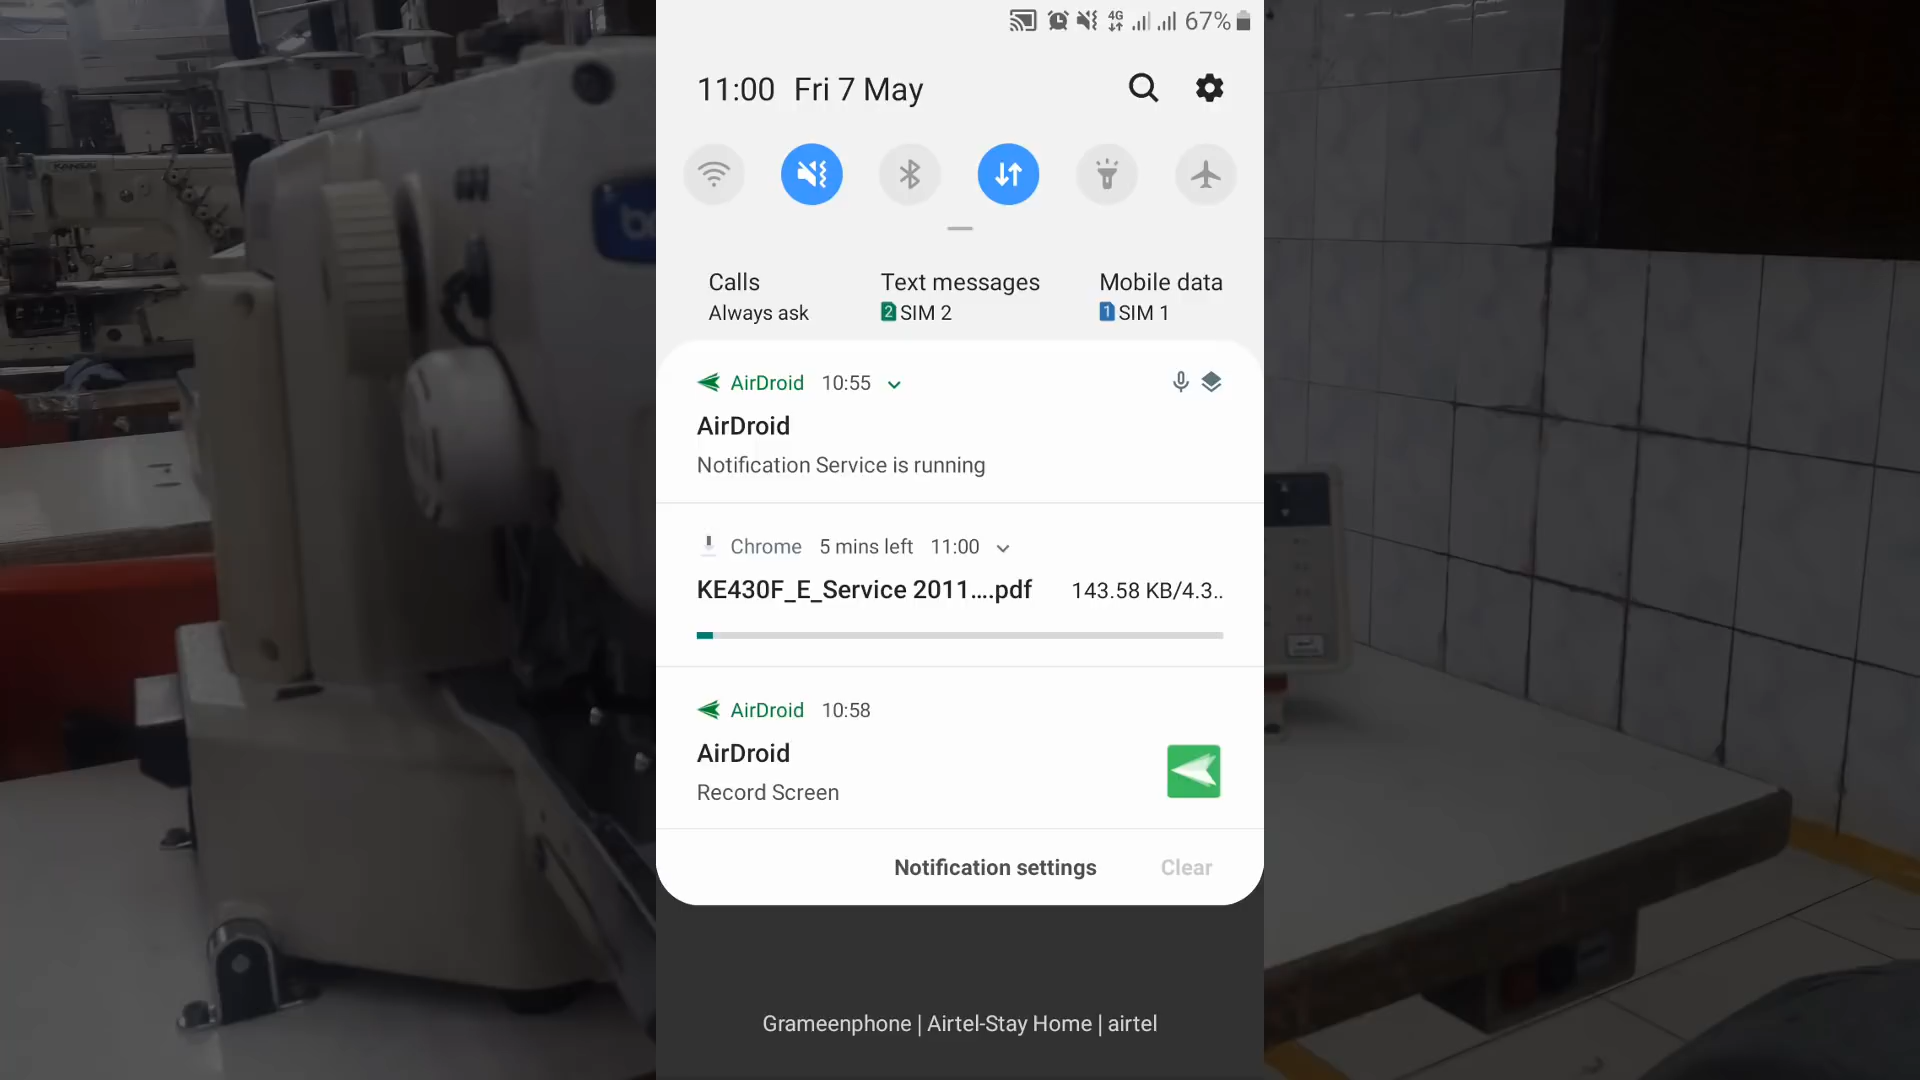 67%
11:00 Fri 7 May
Calls
Always ask
Text messages
2 SIM 2
Mobile data
1 SIM 1
AirDroid 10:55
AirDroid
Notification Service is running
Chrome 5 mins left 11:00
KE430F_E_Service 2011....pdf 143.58 KB/4.3..
AirDroid 10:58
AirDroid
Record Screen
Notification settings Clear
Grameenphone | Airtel-Stay Home | airtel
4G
KANSAI